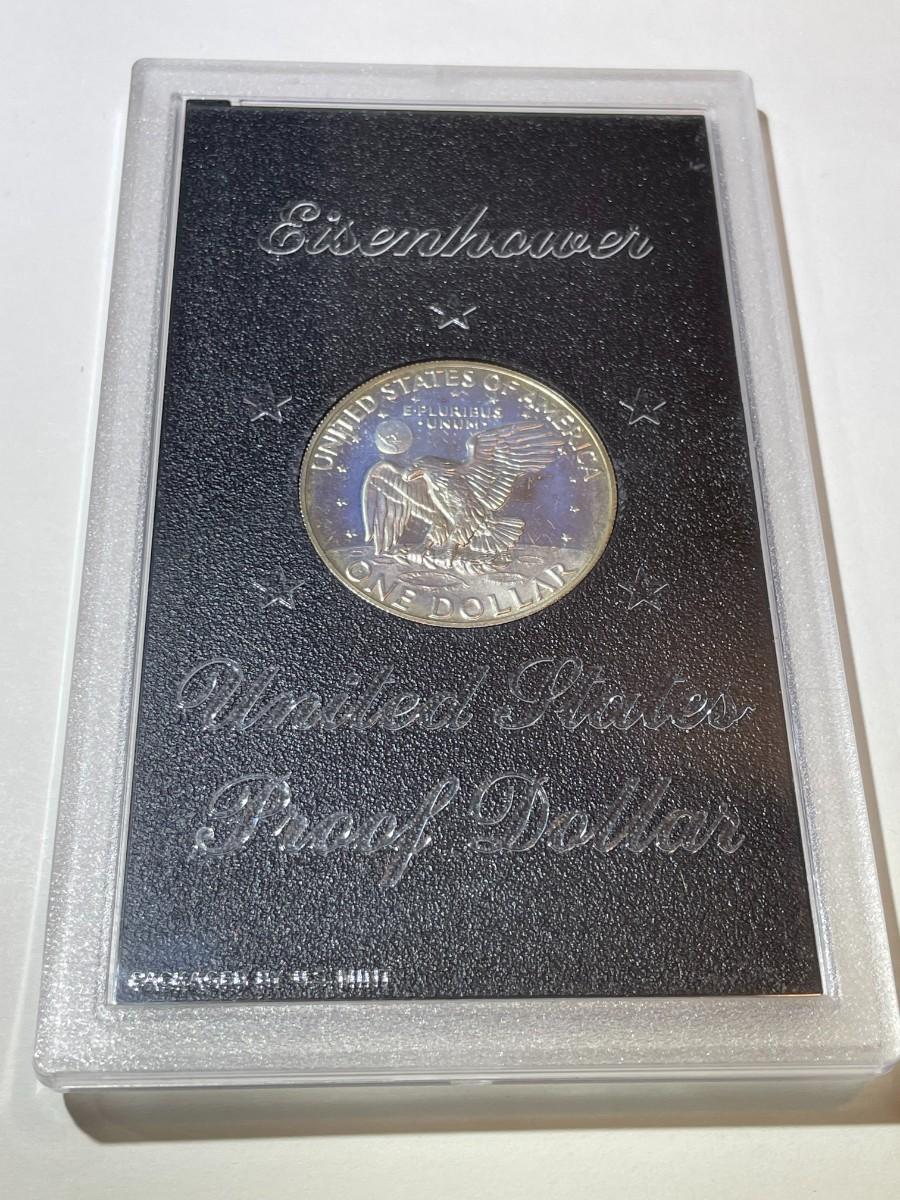 Eisenhower
UNITED STATES OF AMERICA
E·PLURIBUS
·UNUM·
ONE DOLLAR
United States
Proof Dollar
PACKAGED BY U.S. MINT